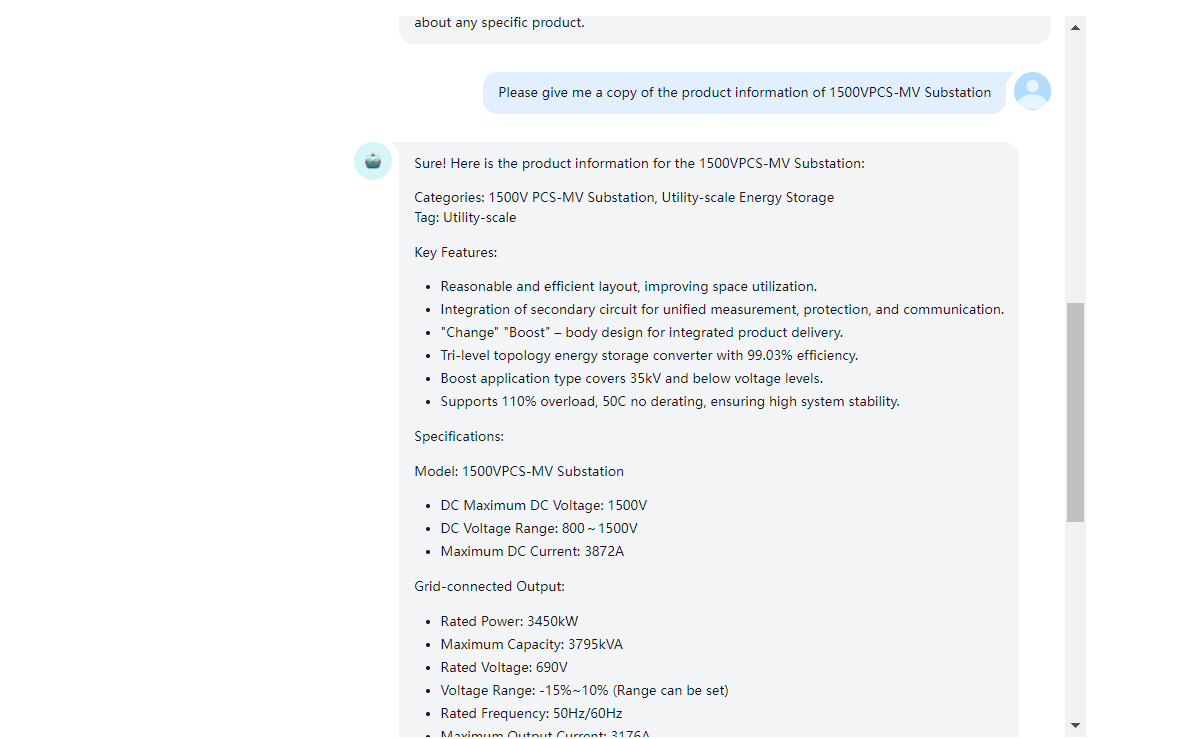 about any specific product.
Please give me a copy of the product information of 1500VPCS-MV Substation
Sure! Here is the product information for the 1500VPCS-MV Substation:
Categories: 1500V PCS-MV Substation, Utility-scale Energy Storage
Tag: Utility-scale
Key Features:
• Reasonable and efficient layout, improving space utilization.
• Integration of secondary circuit for unified measurement, protection, and communication.
• "Change" "Boost" – body design for integrated product delivery.
• Tri-level topology energy storage converter with 99.03% efficiency.
• Boost application type covers 35kV and below voltage levels.
• Supports 110% overload, 50C no derating, ensuring high system stability.
Specifications:
Model: 1500VPCS-MV Substation
• DC Maximum DC Voltage: 1500V
• DC Voltage Range: 800~1500V
• Maximum DC Current: 3872A
Grid-connected Output:
• Rated Power: 3450kW
• Maximum Capacity: 3795kVA
• Rated Voltage: 690V
• Voltage Range: -15%~10% (Range can be set)
• Rated Frequency: 50Hz/60Hz
• Maximum Output Current: 3176A